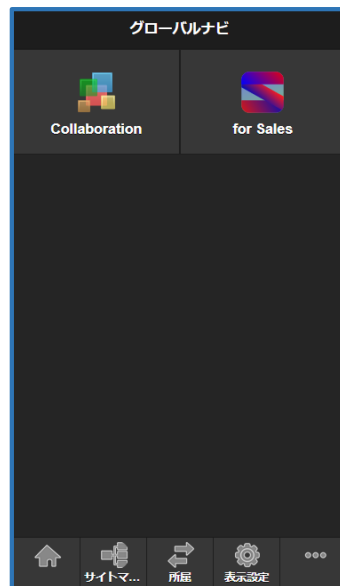 グローバルナビ
Collaboration
for Sales
サイトマ...
所属
表示設定